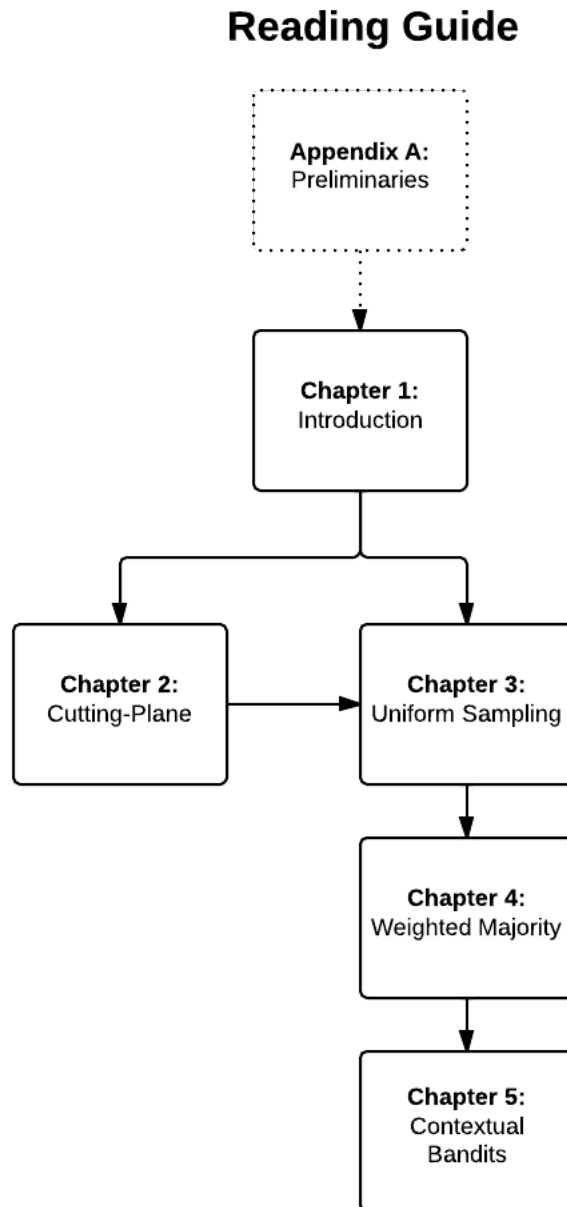 Reading Guide
Appendix A:
Preliminaries
Chapter 1:
Introduction
Chapter 2:
Cutting-Plane
Chapter 3:
Uniform Sampling
Chapter 4:
Weighted Majority
Chapter 5:
Contextual
Bandits